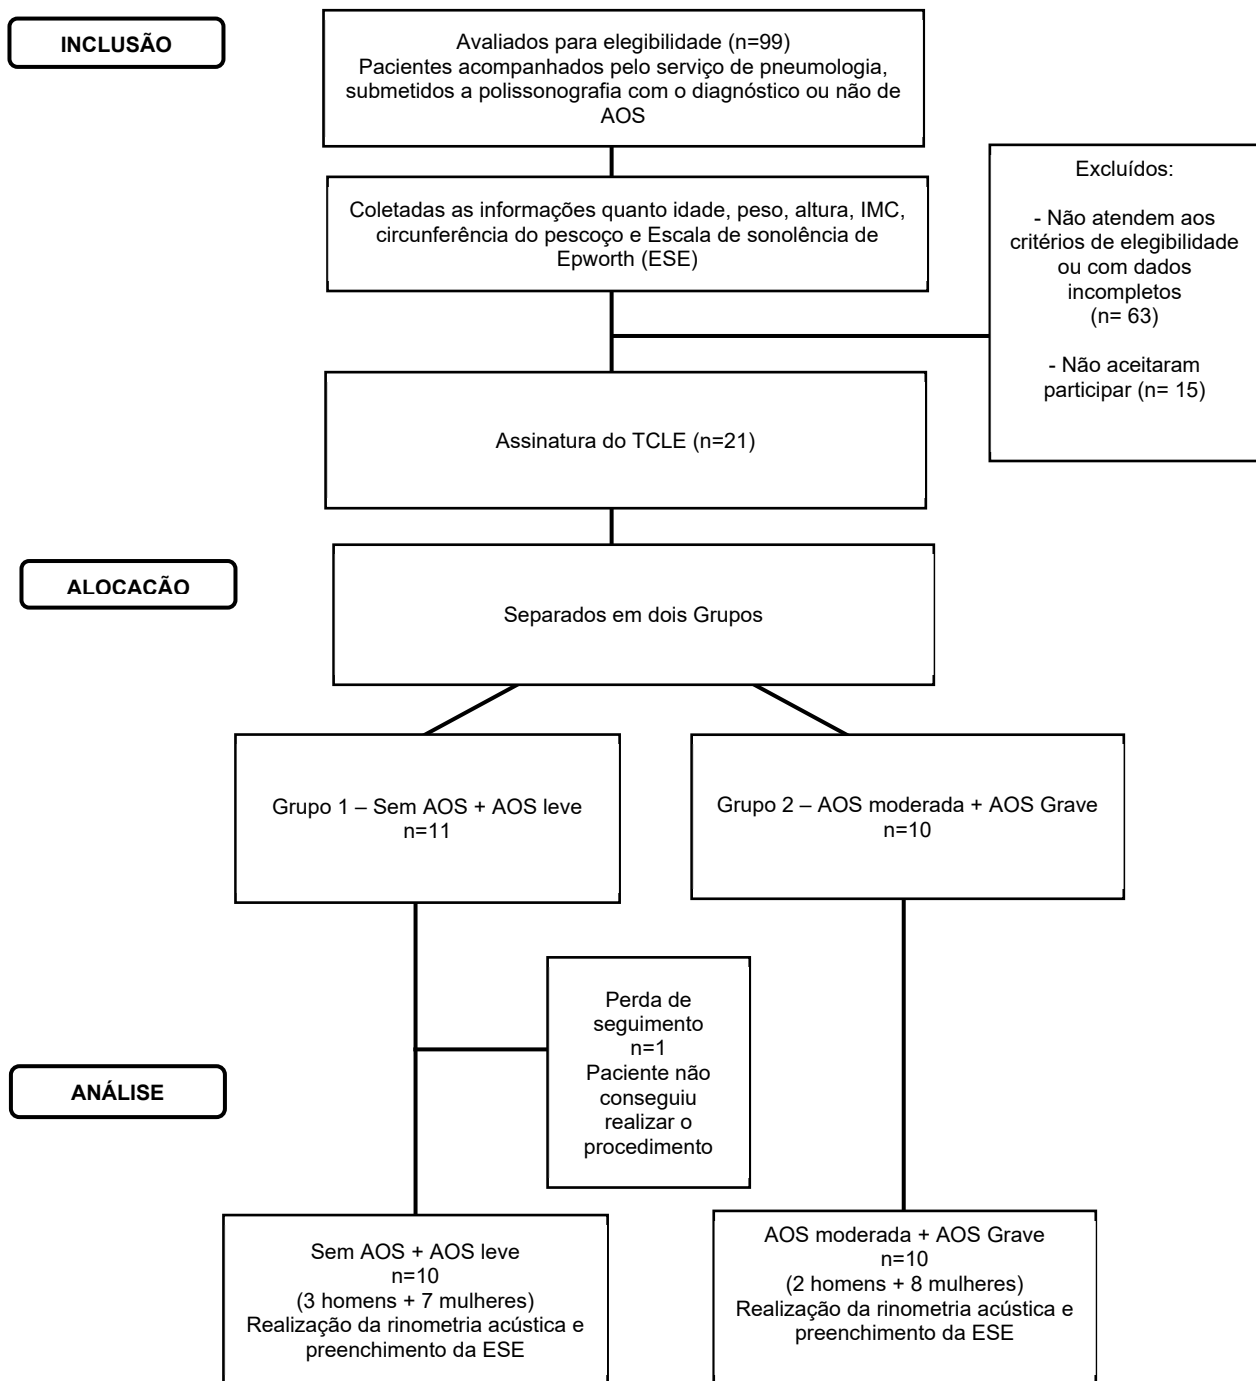 INCLUSÃO
Avaliados para elegibilidade (n=99)
Pacientes acompanhados pelo serviço de pneumologia,
submetidos a polissonografia com o diagnóstico ou não de
AOS
Coletadas as informações quanto idade, peso, altura, IMC,
circunferência do pescoço e Escala de sonolência de
Epworth (ESE)
Excluídos:
- Não atendem aos
critérios de elegibilidade
ou com dados
incompletos
(n= 63)
- Não aceitaram
participar (n= 15)
Assinatura do TCLE (n=21)
ALOCAÇÃO
Separados em dois Grupos
Grupo 1 – Sem AOS + AOS leve
n=11
Grupo 2 – AOS moderada + AOS Grave
n=10
Perda de
seguimento
n=1
Paciente não
conseguiu
realizar o
procedimento
ANÁLISE
Sem AOS + AOS leve
n=10
(3 homens + 7 mulheres)
Realização da rinometria acústica e
preenchimento da ESE
AOS moderada + AOS Grave
n=10
(2 homens + 8 mulheres)
Realização da rinometria acústica e
preenchimento da ESE